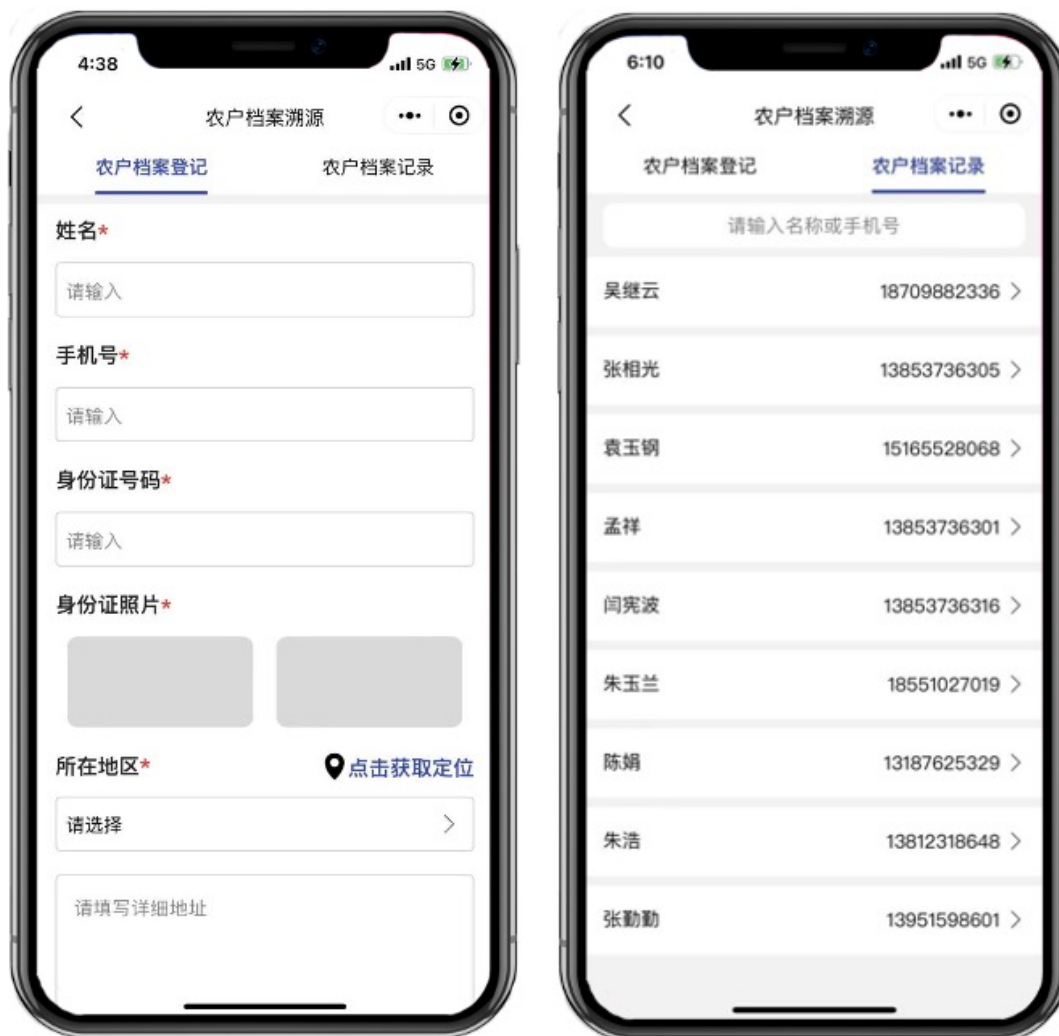 4:38
5G
农户档案溯源
农户档案登记 农户档案记录
姓名*
请输入
手机号*
请输入
身份证号码*
请输入
身份证照片*
所在地区* 点击获取定位
请选择
请填写详细地址
6:10
5G
农户档案溯源
农户档案登记 农户档案记录
请输入名称或手机号
吴继云 18709882336
张相光 13853736305
袁玉钢 15165528068
孟祥 13853736301
闫宪波 13853736316
朱玉兰 18551027019
陈娟 13187625329
朱浩 13812318648
张勤勤 13951598601